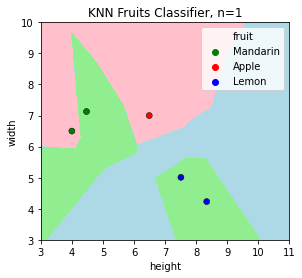 KNN Fruits Classifier, n=1
10
9
8
7
6
5
4
3
width
3 4 5 6 7 8 9 10 11
height
fruit
Mandarin
Apple
Lemon